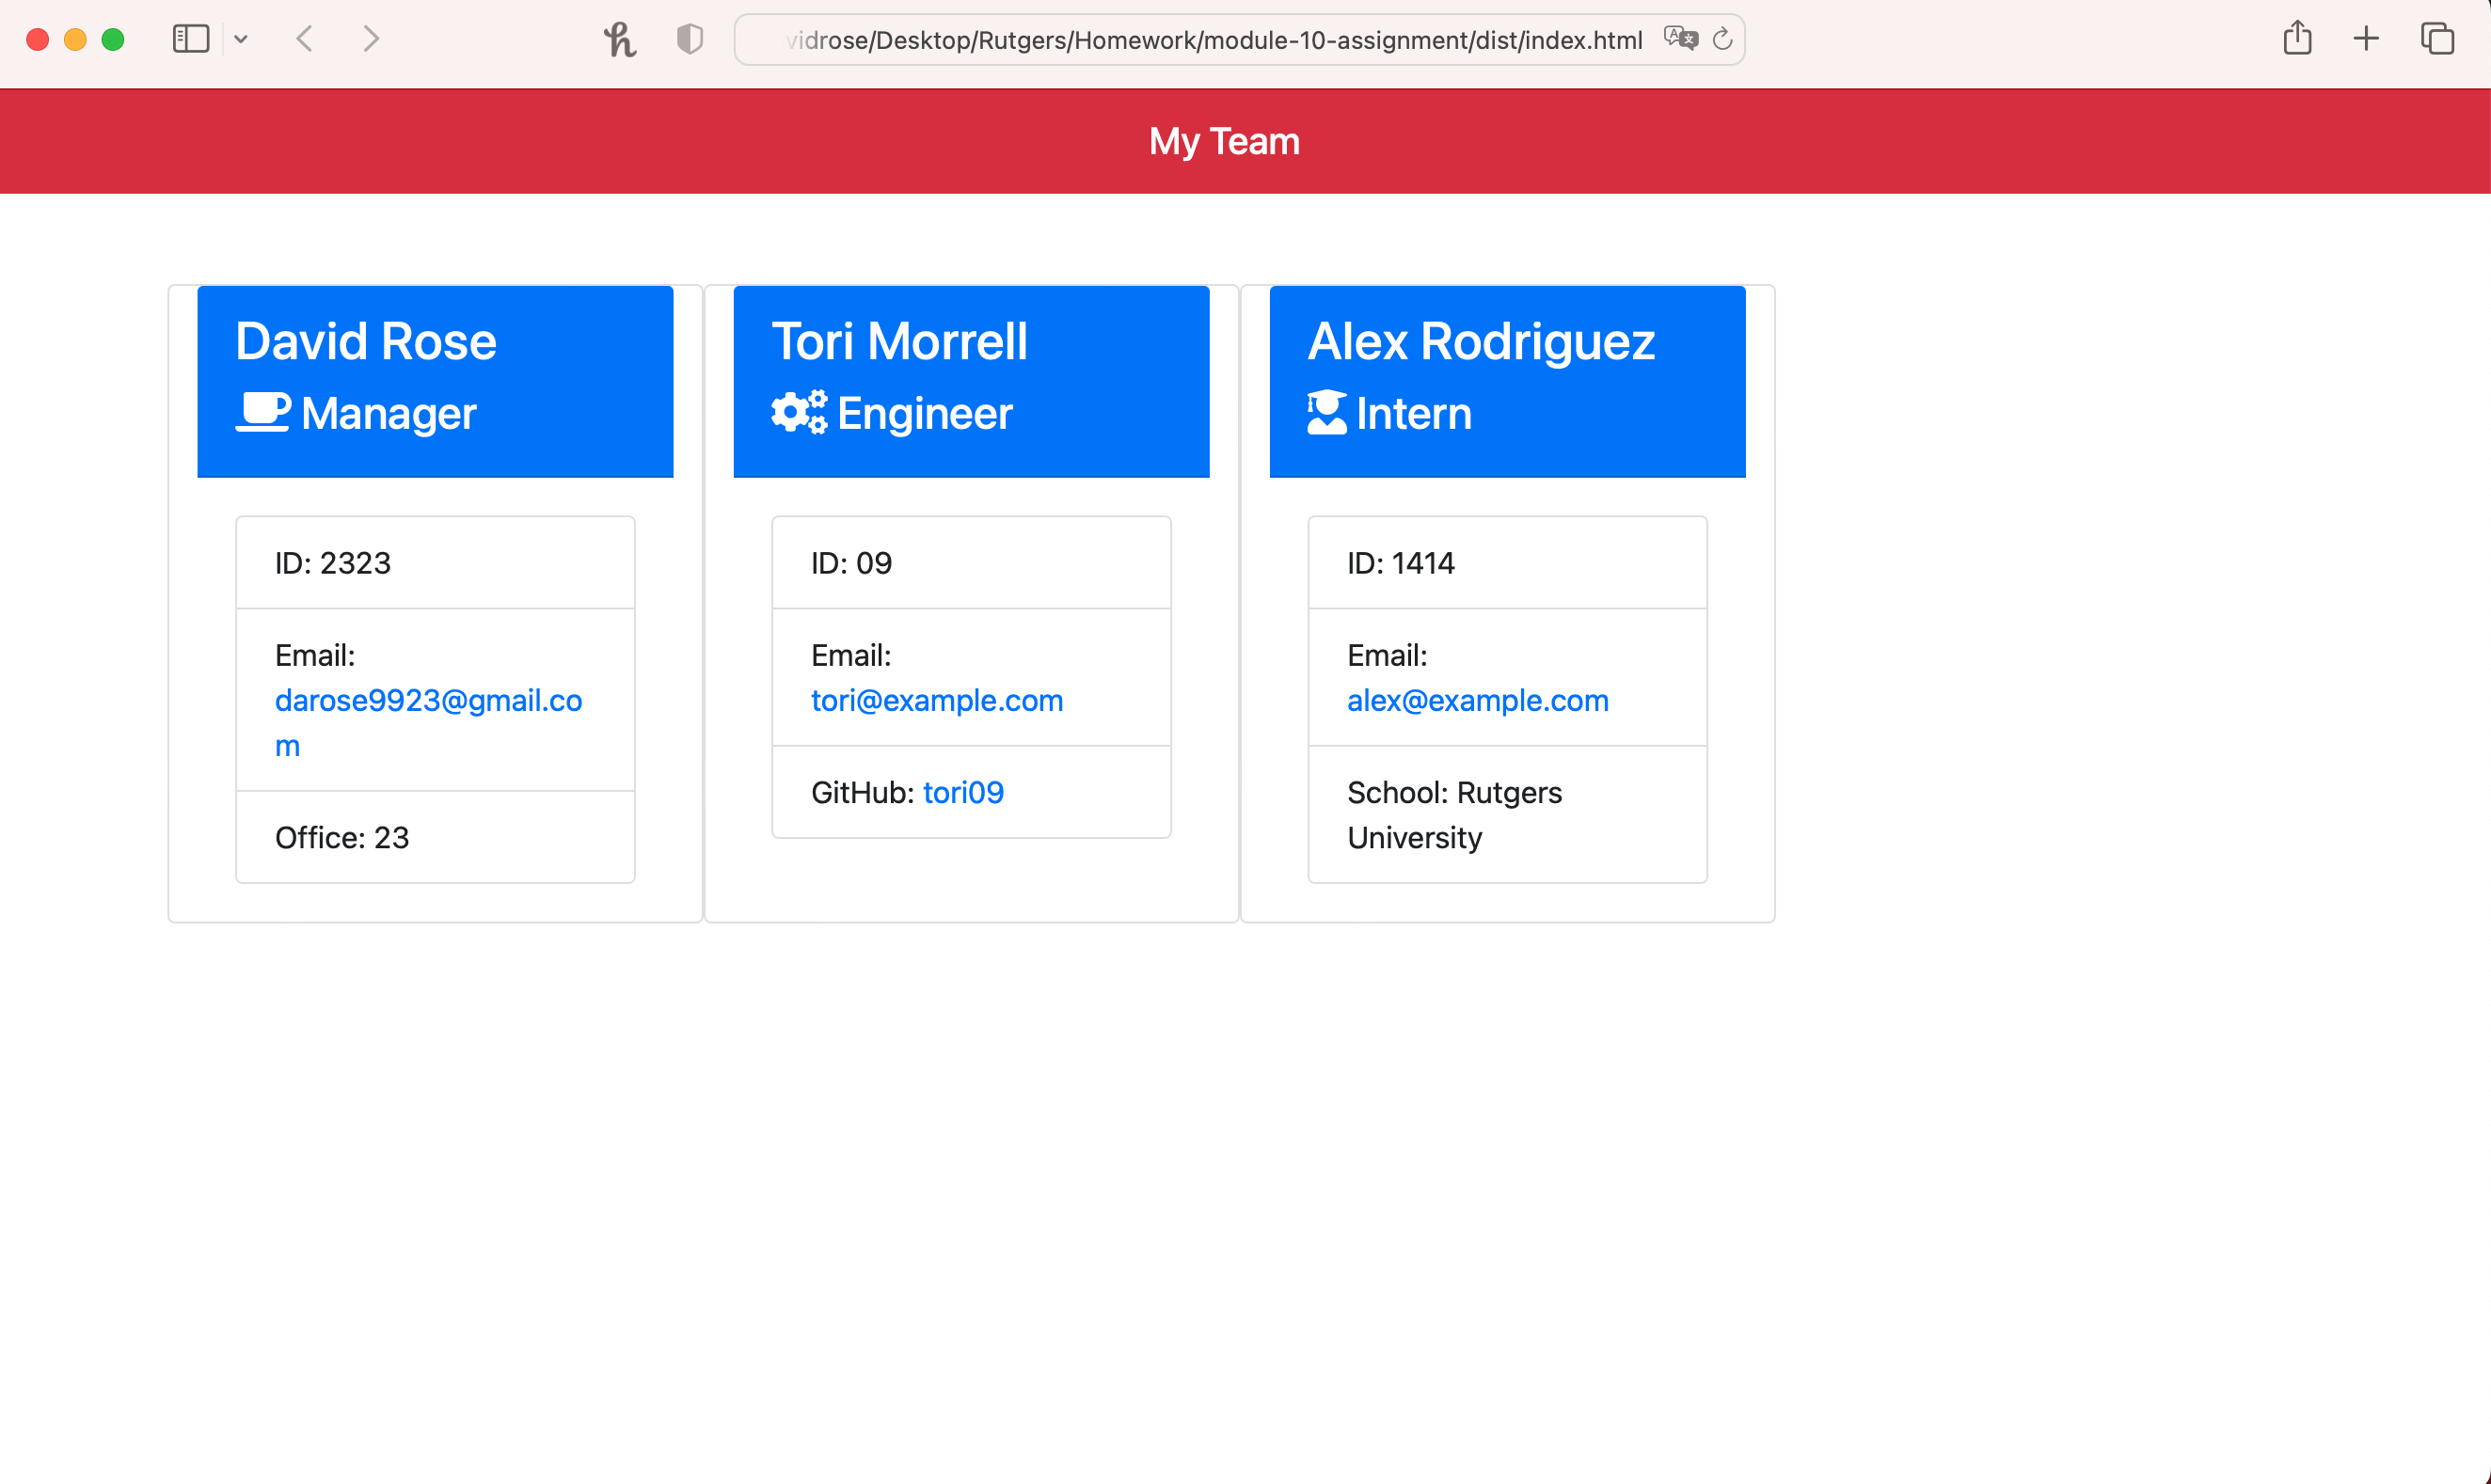 vidrose/Desktop/Rutgers/Homework/module-10-assignment/dist/index.html
My Team
David Rose
Manager
ID: 2323
Email:
darose9923@gmail.co
m
Office: 23
Tori Morrell
Engineer
ID: 09
Email:
tori@example.com
GitHub: tori09
Alex Rodriguez
Intern
ID: 1414
Email:
alex@example.com
School: Rutgers
University